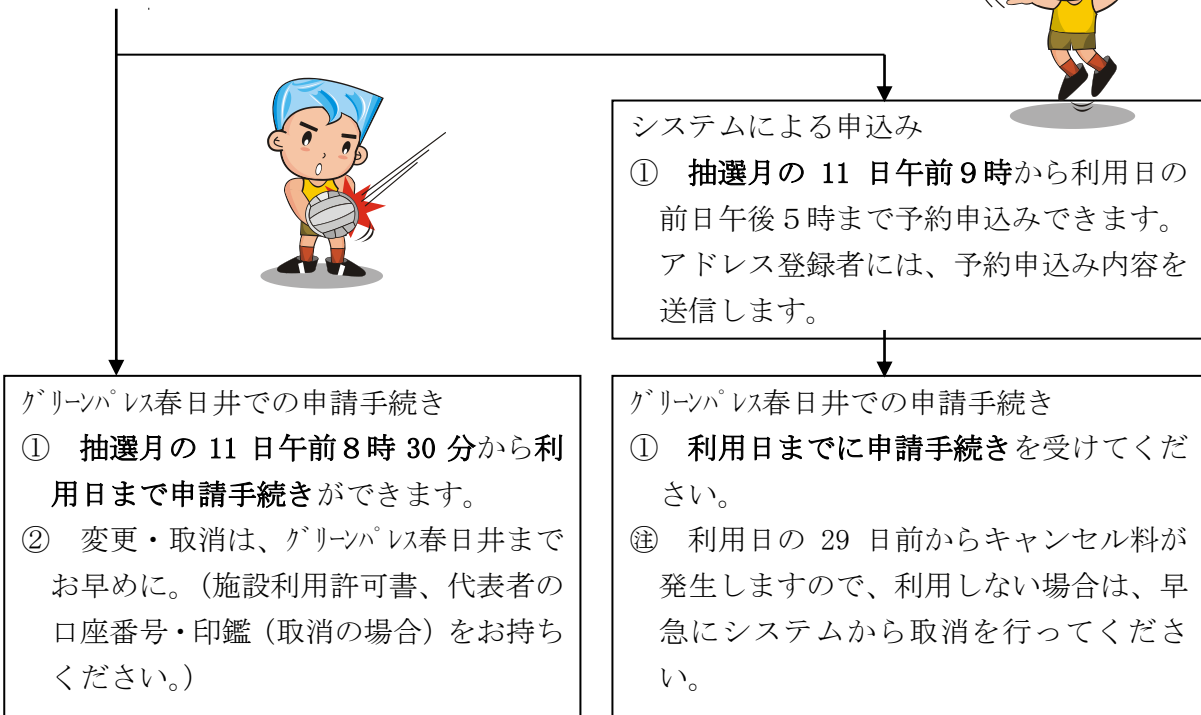 システムによる申込み
① 抽選月の 11 日午前９時から利用日の
前日午後５時まで予約申込みできます。
アドレス登録者には、予約申込み内容を
送信します。
ｸﾞﾘｰﾝﾊﾟﾚｽ春日井での申請手続き
① 抽選月の 11 日午前８時 30 分から利
用日まで申請手続きができます。
② 変更・取消は、ｸﾞﾘｰﾝﾊﾟﾚｽ春日井まで
お早めに。（施設利用許可書、代表者の
口座番号・印鑑（取消の場合）をお持ち
ください。）
ｸﾞﾘｰﾝﾊﾟﾚｽ春日井での申請手続き
① 利用日までに申請手続きを受けてくだ
さい。
㊟ 利用日の 29 日前からキャンセル料が
発生しますので、利用しない場合は、早
急にシステムから取消を行ってくださ
い。